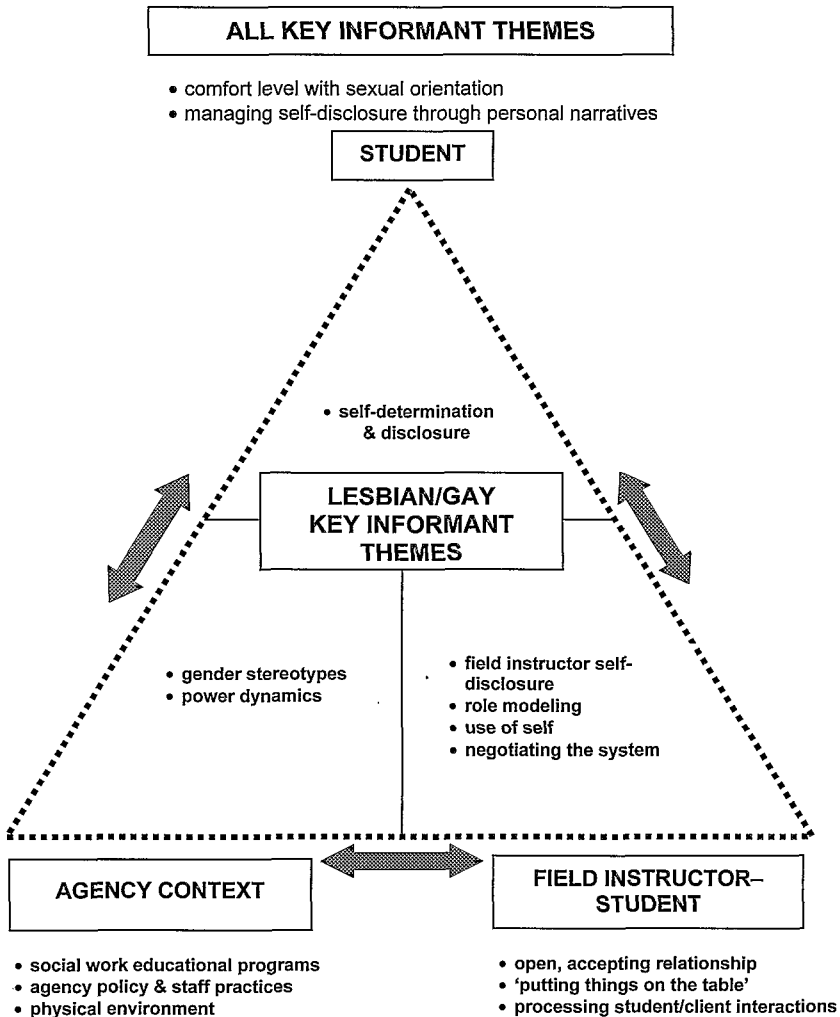 ALL KEY INFORMANT THEMES
• comfort level with sexual orientation
• managing self-disclosure through personal narratives
STUDENT
• self-determination
& disclosure
LESBIAN/GAY
KEY INFORMANT
THEMES
• gender stereotypes
• power dynamics
• field instructor self-
disclosure
• role modeling
• use of self
• negotiating the system
AGENCY CONTEXT
• social work educational programs
• agency policy & staff practices
• physical environment
FIELD INSTRUCTOR–
STUDENT
• open, accepting relationship
• ‘putting things on the table’
• processing student/client interactions